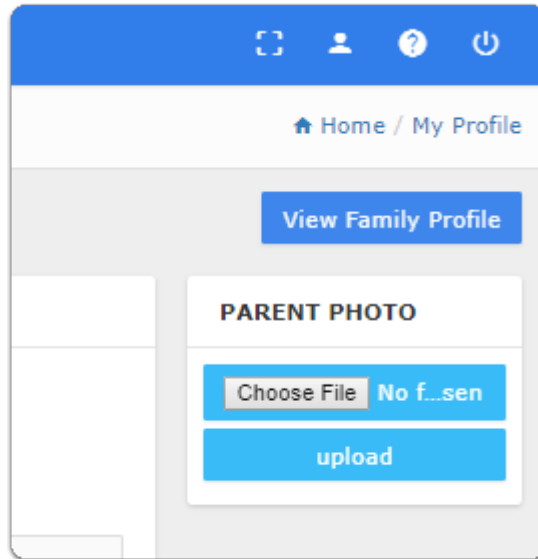 Home / My Profile
View Family Profile
PARENT PHOTO
Choose File No f...sen
upload